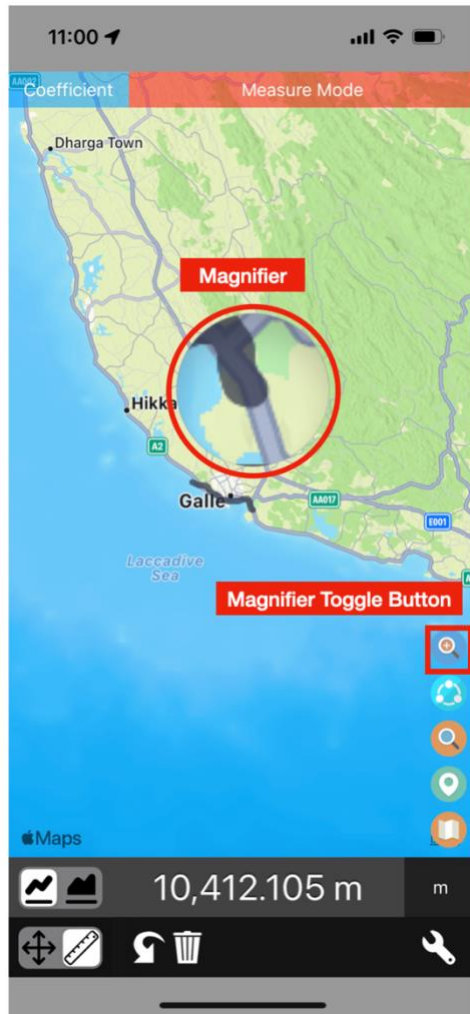 11:00
AA002
Coefficient
Measure Mode
Dharga Town
Magnifier
Hikka
A2
Galle
AA017
E001
Laccadive
Sea
Magnifier Toggle Button
Maps
10,412.105 m
m